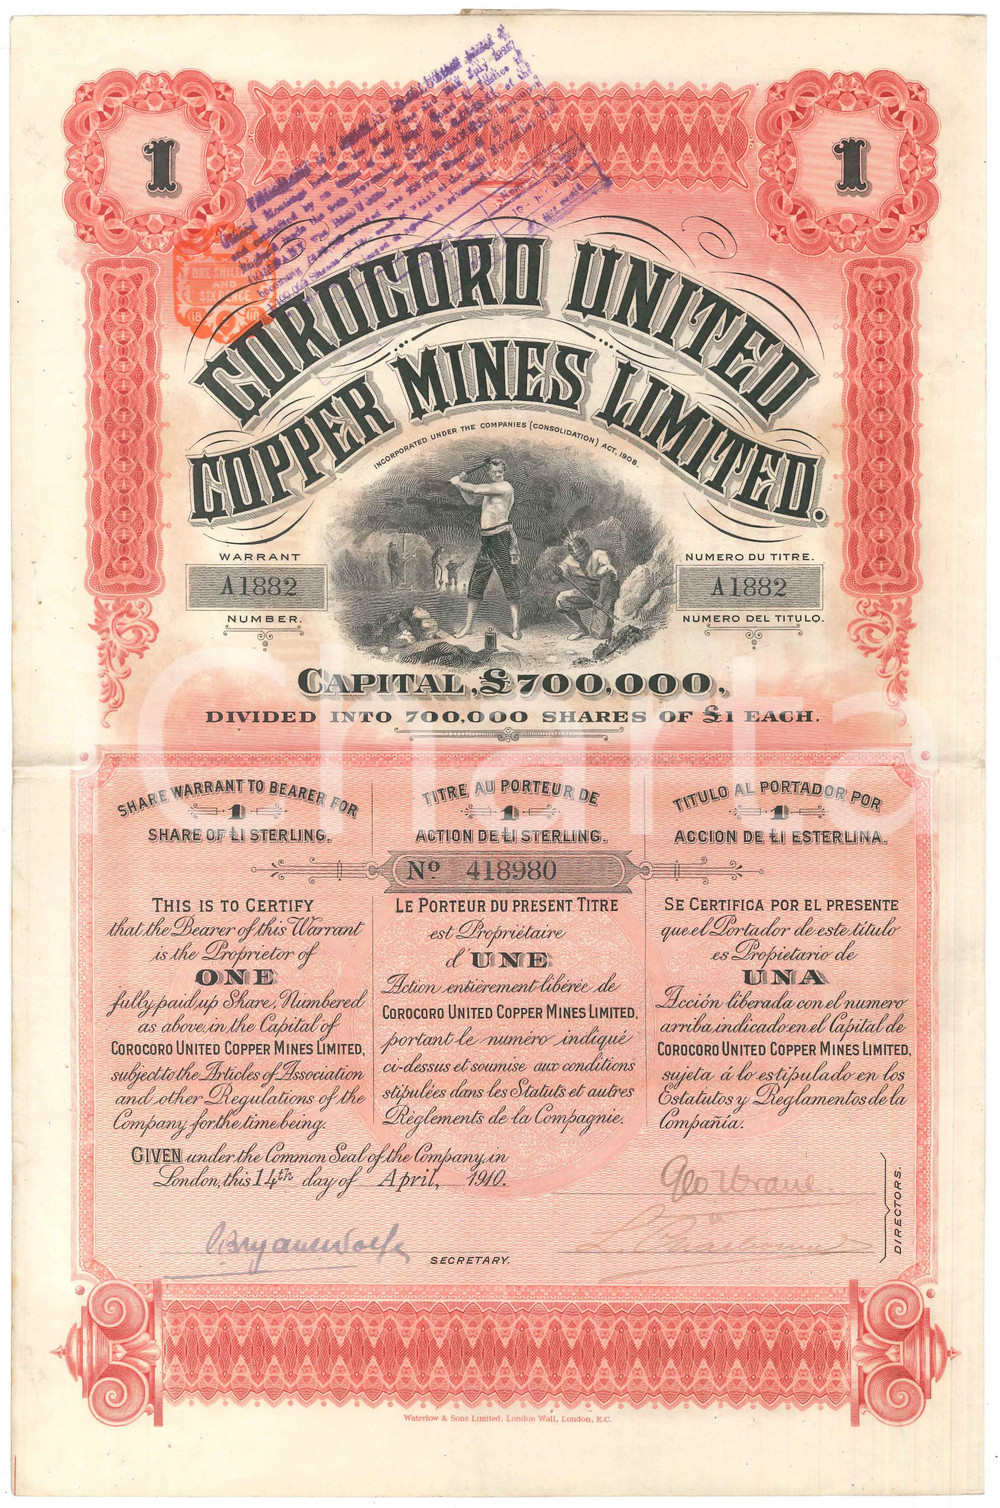 1
1
ONE SHILLING
AND
SIXPENCE
COROCORO UNITED
COPPER MINES LIMITED.
INCORPORATED UNDER THE COMPANIES (CONSOLIDATION) ACT, 1908.
WARRANT
A1882
NUMBER.
NUMERO DU TITRE.
A1882
NUMERO DEL TITULO.
CAPITAL, £700,000,
DIVIDED INTO 700,000 SHARES OF £1 EACH.
Charta
SHARE WARRANT TO BEARER FOR
1
SHARE OF £1 STERLING.
TITRE AU PORTEUR DE
1
ACTION DE £1 STERLING.
TITULO AL PORTADOR POR
1
ACCION DE £1 ESTERLINA.
No 418980
THIS IS TO CERTIFY
that the Bearer of this Warrant
is the Proprietor of
ONE
fully paid up Share, Numbered
as above, in the Capital of
COROCORO UNITED COPPER MINES LIMITED,
subject to the Articles of Association
and other Regulations of the
Company for the time being.
LE PORTEUR DU PRESENT TITRE
est Propriétaire
d'UNE
Action entièrement libérée de
COROCORO UNITED COPPER MINES LIMITED,
portant le numéro indiqué
ci-dessus et soumise aux conditions
stipulées dans les Statuts et autres
Règlements de la Compagnie.
SE CERTIFICA POR EL PRESENTE
que el Portador de este título
es Propietario de
UNA
Acción liberada con el numero
arriba indicado en el Capital de
COROCORO UNITED COPPER MINES LIMITED,
sujeta á lo estipulado en los
Estatutos y Reglamentos de la
Compañia.
GIVEN under the Common Seal of the Company, in
London, this 14th day of April, 1910.
SECRETARY.
DIRECTORS.
Waterlow & Sons Limited, London Wall, London, E.C.